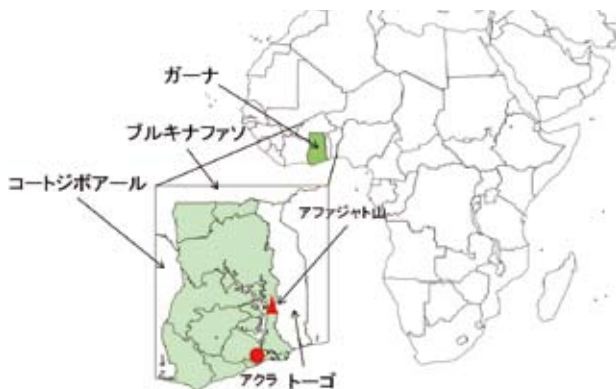 ガーナ
ブルキナファソ
コートジボアール
アファジャト山
アクラ
トーゴ